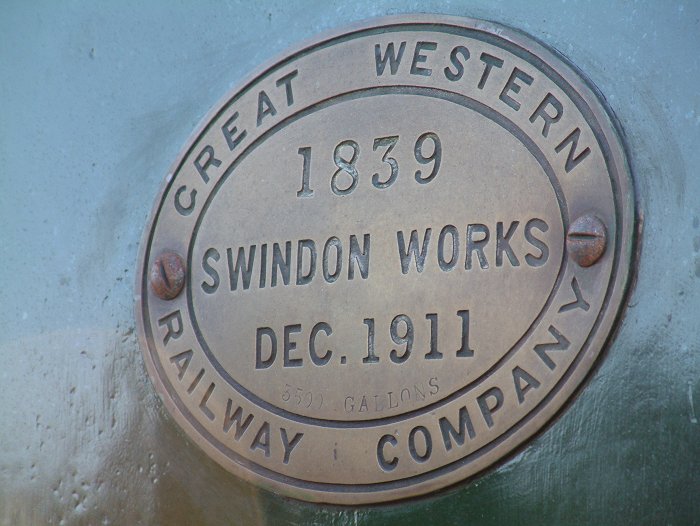 GREAT WESTERN
1839
SWINDON WORKS
DEC. 1911
GALLONS
RAILWAY COMPANY